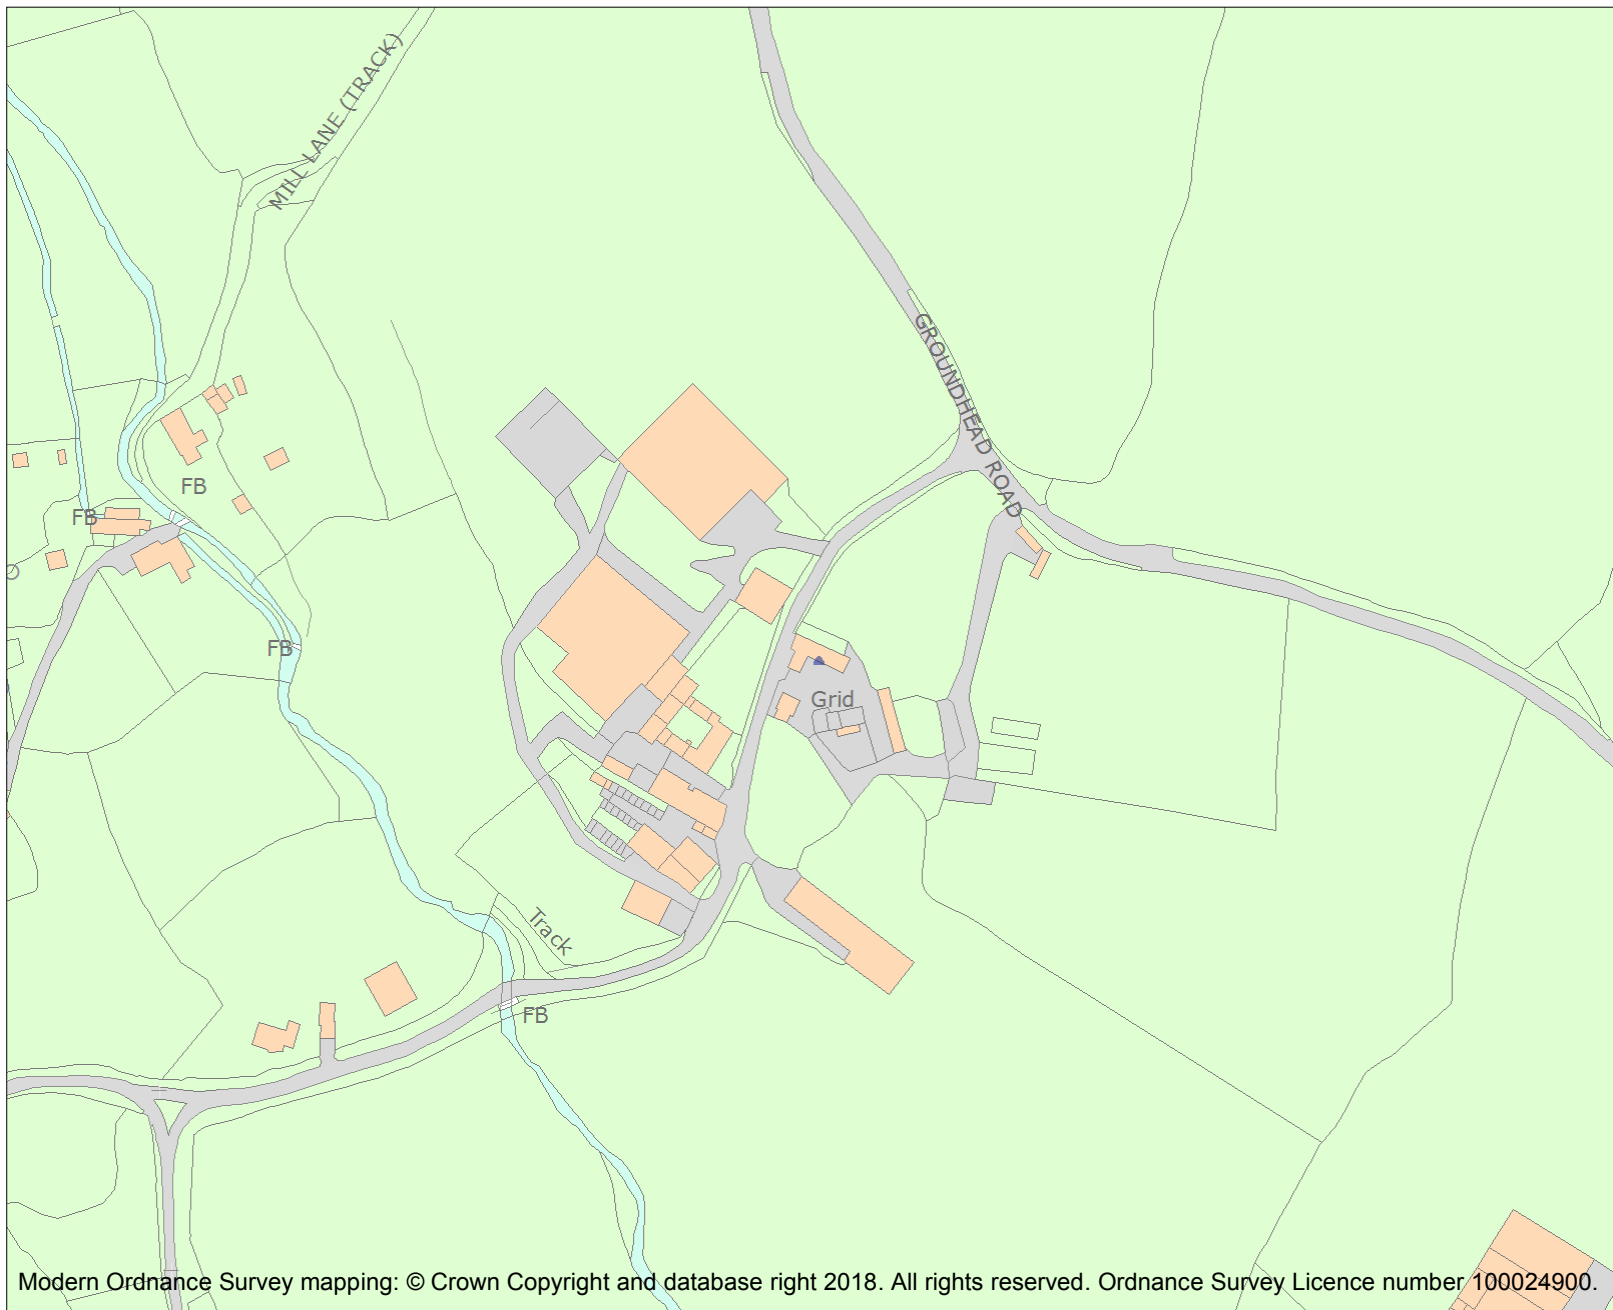 MILL LANE (TRACK)
GROUNDHEAD ROAD
FB
FB
FB
Grid
Track
FB
Modern Ordnance Survey mapping: © Crown Copyright and database right 2018. All rights reserved. Ordnance Survey Licence number 100024900.